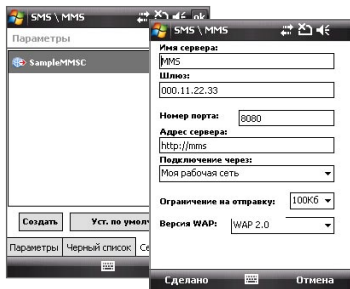 SMS \ MMS
ok
Параметры
SampleMMSC
Создать
Уст. по умол
Параметры
Черный список
Се
SMS \ MMS
Имя сервера:
MMS
Шлюз:
000.11.22.33
Номер порта: 8080
Адрес сервера:
http://mms
Подключение через:
Моя рабочая сеть
Ограничение на отправку: 100Кб
Версия WAP: WAP 2.0
Сделано
Отмена